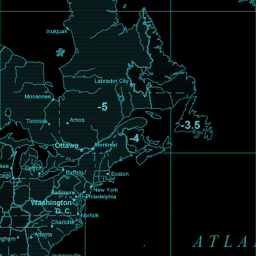 Inukjuak
Labrador City
Moosonee
-5
Timmins
Amos
-3.5
-4
Ottawa
Montreal
Buffalo
Boston
Detroit
New York
Baltimore
Philadelphia
Washington
D. C.
Norfolk
Charlotte
Atlanta
ATLA